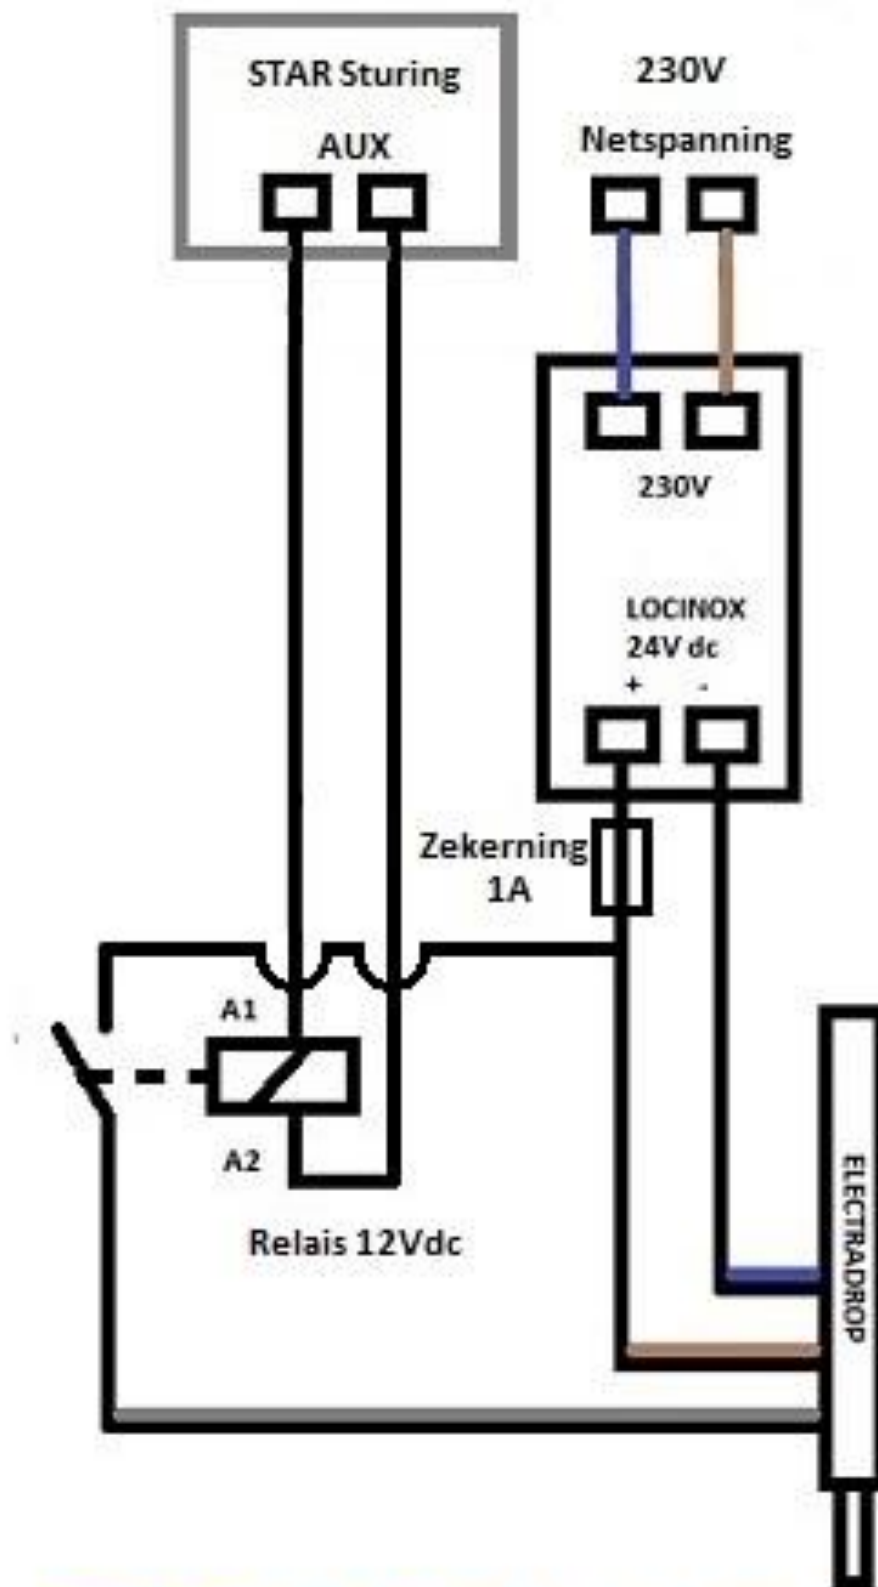 STAR Sturing
AUX
230V
Netspanning
230V
LOCINOX
24V dc
+ -
Zekerning
1A
A1
A2
Relais 12Vdc
ELECTRADROP